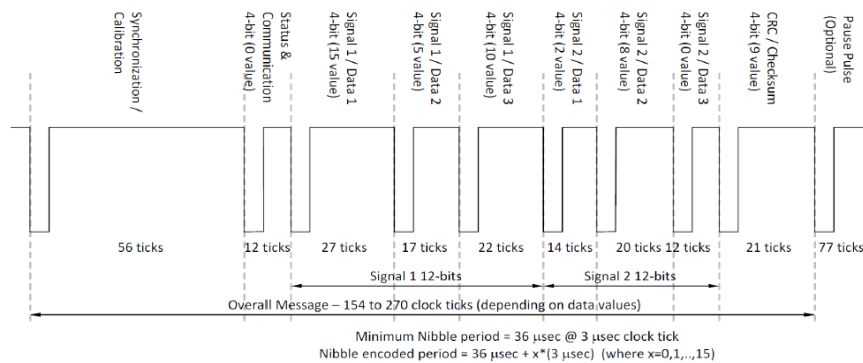 Synchronization /
Calibration
Status &
Communication
4-bit (0 value)
Signal 1 / Data 1
4-bit (15 value)
Signal 1 / Data 2
4-bit (5 value)
Signal 1 / Data 3
4-bit (10 value)
Signal 2 / Data 1
4-bit (2 value)
Signal 2 / Data 2
4-bit (8 value)
Signal 2 / Data 3
4-bit (0 value)
CRC / Checksum
4-bit (9 value)
Pause Pulse
(Optional)
56 ticks 12 ticks 27 ticks 17 ticks 22 ticks 14 ticks 20 ticks 12 ticks 21 ticks 77 ticks
Signal 1 12-bits Signal 2 12-bits
Overall Message – 154 to 270 clock ticks (depending on data values)
Minimum Nibble period = 36 μsec @ 3 μsec clock tick
Nibble encoded period = 36 μsec + x*(3 μsec) (where x=0,1,..,15)